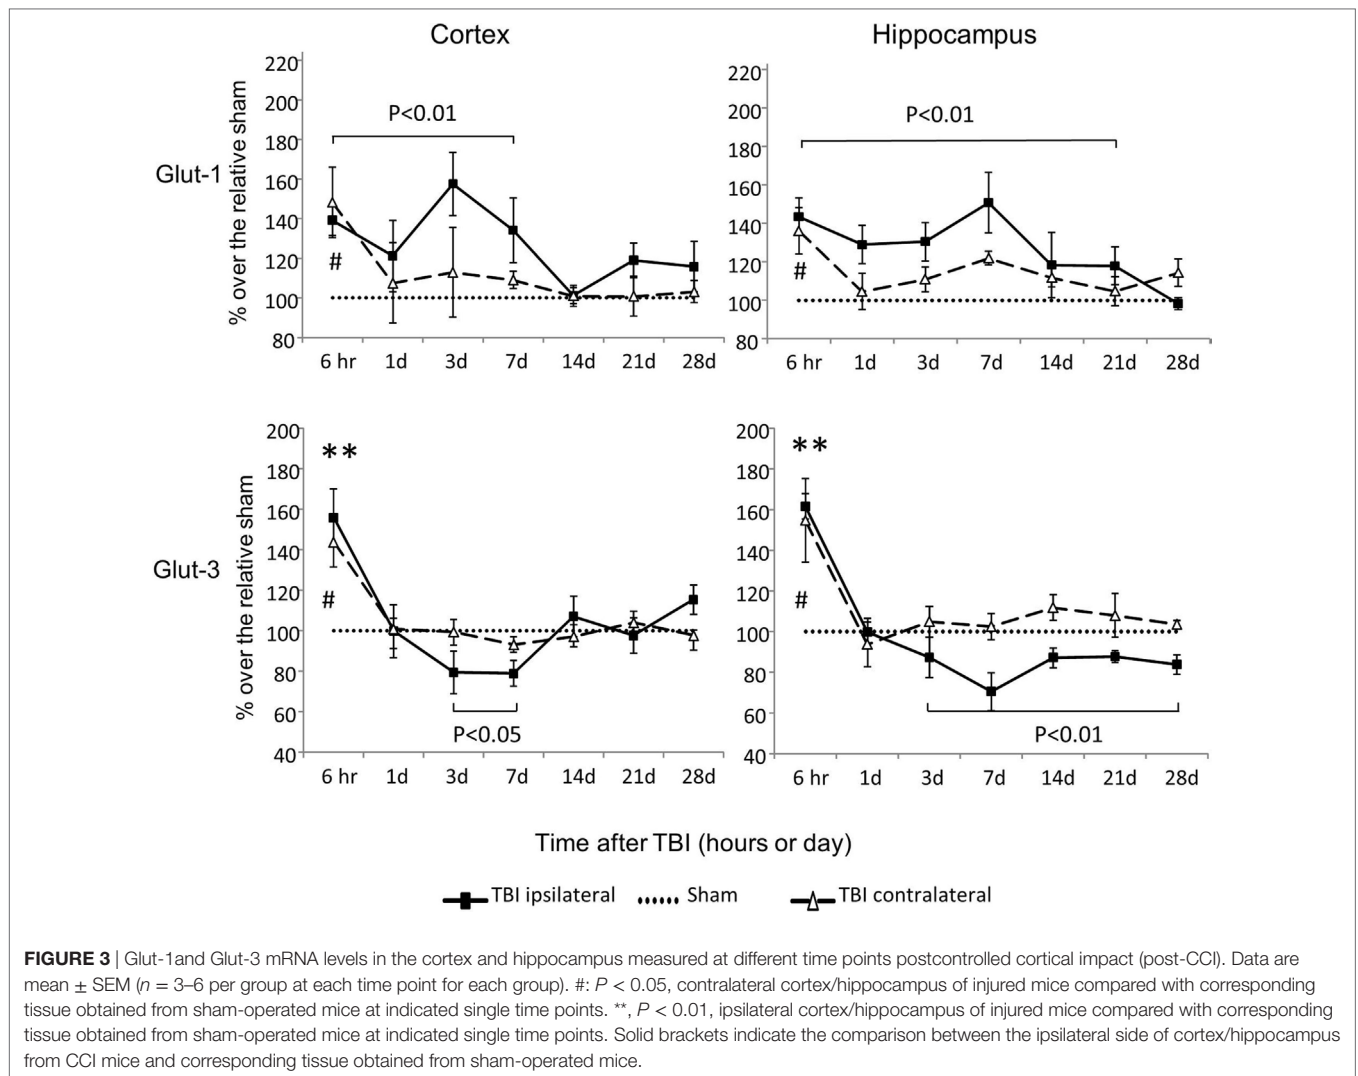 Cortex
Hippocampus
Glut-1
% over the relative sham
220
200
180
160
140
120
100
80
P<0.01
#
6 hr 1d 3d 7d 14d 21d 28d
220
200
180
160
140
120
100
80
P<0.01
#
6 hr 1d 3d 7d 14d 21d 28d
Glut-3
% over the relative sham
200
180
160
140
120
100
80
60
40
**
#
P<0.05
6 hr 1d 3d 7d 14d 21d 28d
200
180
160
140
120
100
80
60
40
**
#
P<0.01
6 hr 1d 3d 7d 14d 21d 28d
Time after TBI (hours or day)
TBI ipsilateral Sham TBI contralateral
FIGURE 3 | Glut-1and Glut-3 mRNA levels in the cortex and hippocampus measured at different time points postcontrolled cortical impact (post-CCI). Data are
mean ± SEM (n = 3–6 per group at each time point for each group). #: P < 0.05, contralateral cortex/hippocampus of injured mice compared with corresponding
tissue obtained from sham-operated mice at indicated single time points. **, P < 0.01, ipsilateral cortex/hippocampus of injured mice compared with corresponding
tissue obtained from sham-operated mice at indicated single time points. Solid brackets indicate the comparison between the ipsilateral side of cortex/hippocampus
from CCI mice and corresponding tissue obtained from sham-operated mice.